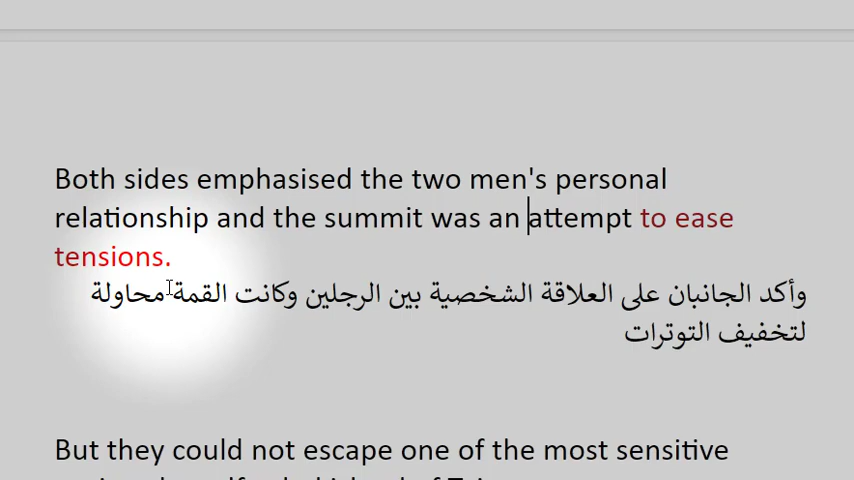 Both sides emphasised the two men's personal
relationship and the summit was an attempt to ease
tensions.
وأكد الجانبان على العلاقة الشخصية بين الرجلين وكانت القمة محاولة
لتخفيف التوترات
But they could not escape one of the most sensitive